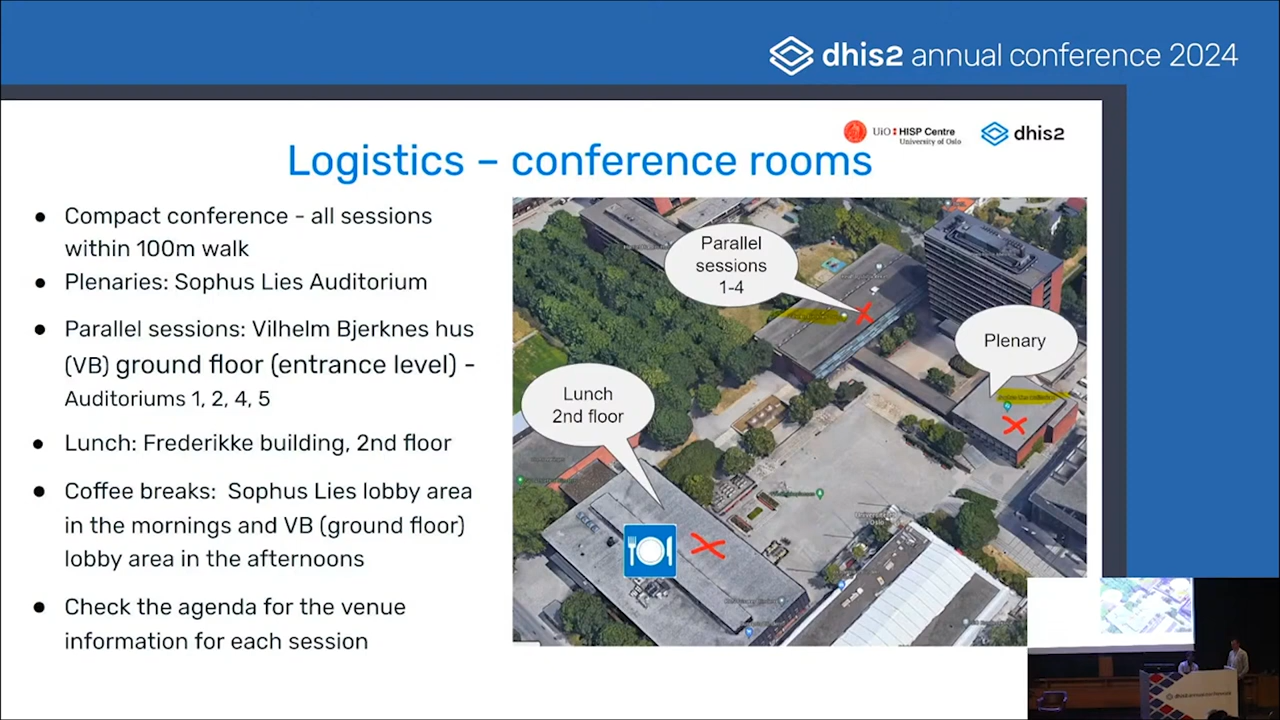 dhis2 annual conference 2024
UiO HISP Centre
University of Oslo
dhis2
Logistics – conference rooms
● Compact conference - all sessions
within 100m walk
● Plenaries: Sophus Lies Auditorium
● Parallel sessions: Vilhelm Bjerknes hus
(VB) ground floor (entrance level) -
Auditoriums 1, 2, 4, 5
● Lunch: Frederikke building, 2nd floor
● Coffee breaks: Sophus Lies lobby area
in the mornings and VB (ground floor)
lobby area in the afternoons
● Check the agenda for the venue
information for each session
Parallel
sessions
1-4
Plenary
Lunch
2nd floor